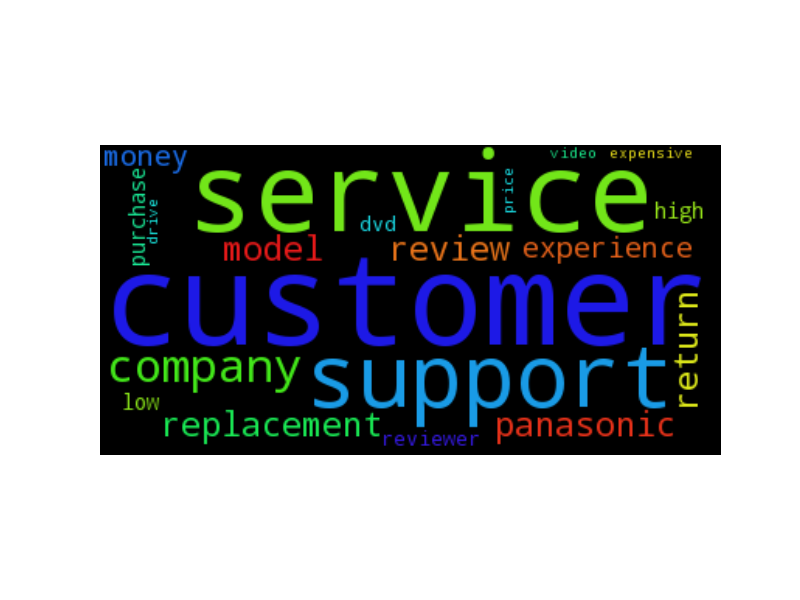 money
video
expensive
purchase
drive
service
price
dvd
high
model
review
experience
customer
return
company
support
low
replacement
reviewer
panasonic